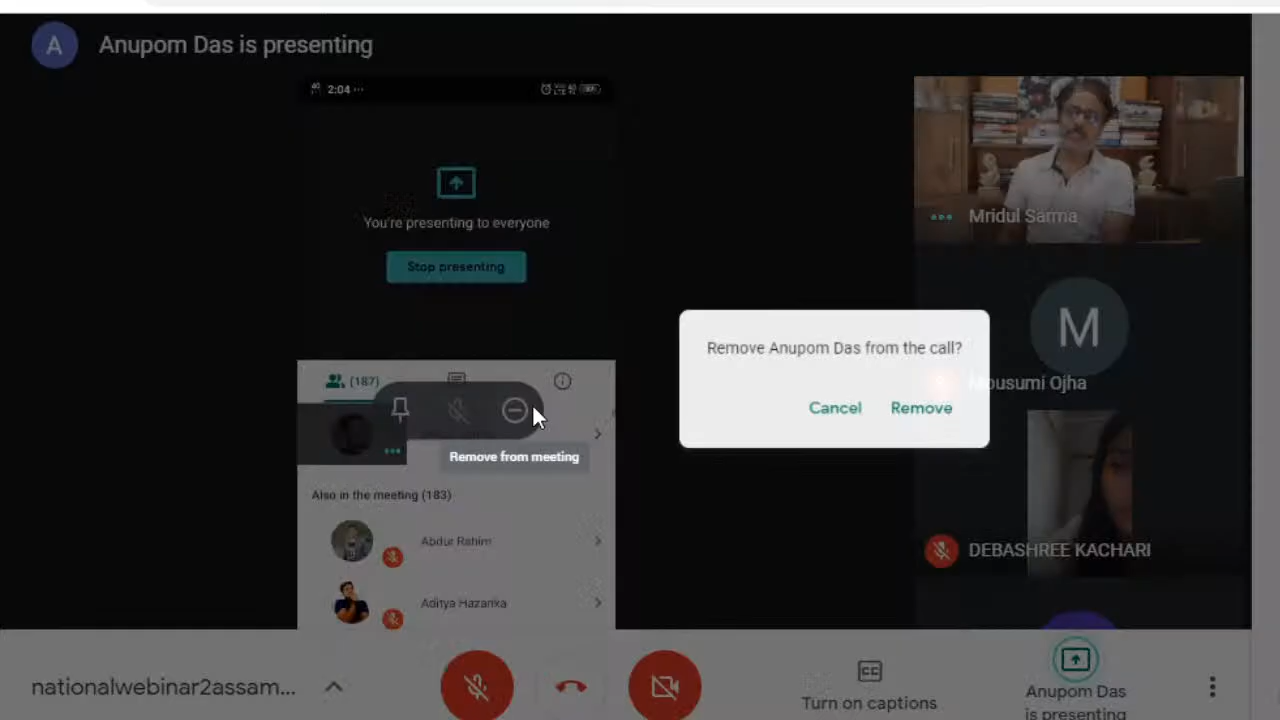 A
Anupom Das is presenting
2:04
You're presenting to everyone
Stop presenting
Mridul Sarma
M
Mousumi Ojha
Remove Anupom Das from the call?
Cancel
Remove
(187)
Remove from meeting
Also in the meeting (183)
Abdur Rahim
Aditya Hazarika
DEBASHREE KACHARI
nationalwebinar2assam...
CC
Turn on captions
Anupom Das
is presenting